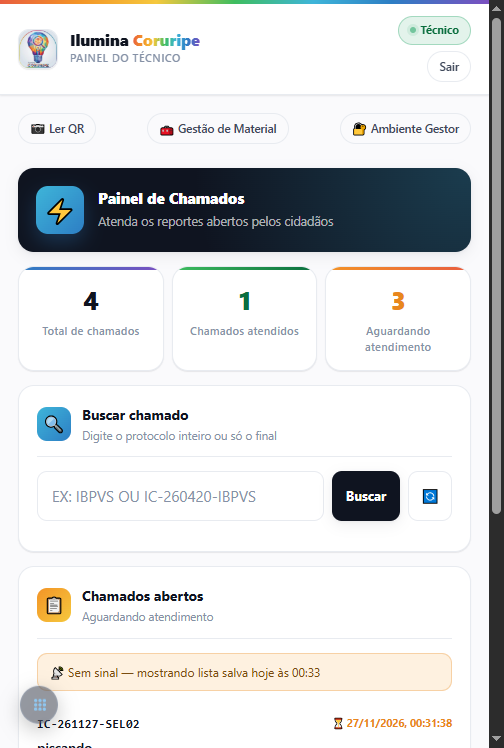 Ilumina Coruripe
PAINEL DO TÉCNICO
Técnico
Sair
Ler QR
Gestão de Material
Ambiente Gestor
Painel de Chamados
Atenda os reportes abertos pelos cidadãos
4
Total de chamados
1
Chamados atendidos
3
Aguardando
atendimento
Buscar chamado
Digite o protocolo inteiro ou só o final
EX: IBPVS OU IC-260420-IBPVS
Buscar
Chamados abertos
Aguardando atendimento
Sem sinal — mostrando lista salva hoje às 00:33
IC-261127-SEL02
27/11/2026, 00:31:38
piscando